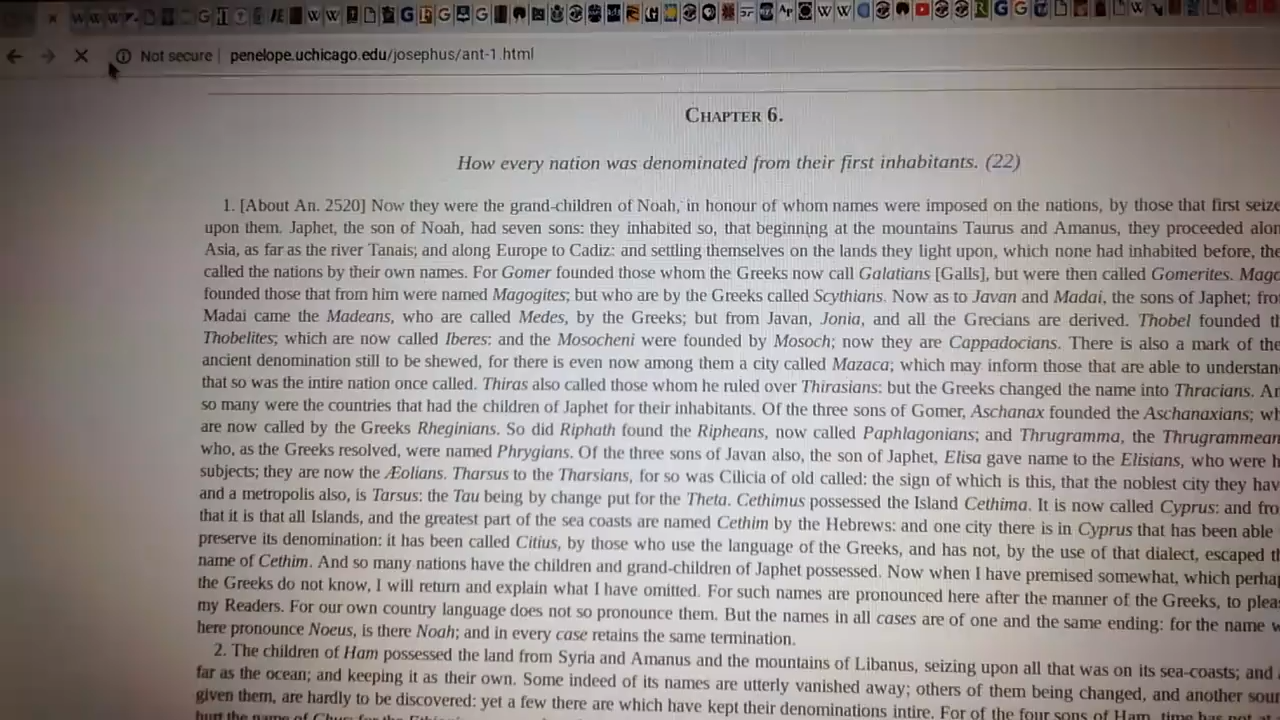 Not secure | penelope.uchicago.edu/josephus/ant-1.html
CHAPTER 6.
How every nation was denominated from their first inhabitants. (22)
1. [About An. 2520] Now they were the grand-children of Noah, in honour of whom names were imposed on the nations, by those that first seize
upon them. Japhet, the son of Noah, had seven sons: they inhabited so, that beginning at the mountains Taurus and Amanus, they proceeded alon
Asia, as far as the river Tanais; and along Europe to Cadiz: and settling themselves on the lands they light upon, which none had inhabited before, the
called the nations by their own names. For Gomer founded those whom the Greeks now call Galatians [Galls], but were then called Gomerites. Mago
founded those that from him were named Magogites; but who are by the Greeks called Scythians. Now as to Javan and Madai, the sons of Japhet; fro
Madai came the Madeans, who are called Medes, by the Greeks; but from Javan, Jonia, and all the Grecians are derived. Thobel founded th
Thobelites; which are now called Iberes: and the Mosocheni were founded by Mosoch; now they are Cappadocians. There is also a mark of the
ancient denomination still to be shewed, for there is even now among them a city called Mazaca; which may inform those that are able to understan
that so was the intire nation once called. Thiras also called those whom he ruled over Thirasians: but the Greeks changed the name into Thracians. An
so many were the countries that had the children of Japhet for their inhabitants. Of the three sons of Gomer, Aschanax founded the Aschanaxians; wh
are now called by the Greeks Rheginians. So did Riphath found the Ripheans, now called Paphlagonians; and Thrugramma, the Thrugrammean
who, as the Greeks resolved, were named Phrygians. Of the three sons of Javan also, the son of Japhet, Elisa gave name to the Elisians, who were h
subjects; they are now the Æolians. Tharsus to the Tharsians, for so was Cilicia of old called: the sign of which is this, that the noblest city they hav
and a metropolis also, is Tarsus: the Tau being by change put for the Theta. Cethimus possessed the Island Cethima. It is now called Cyprus: and fro
that it is that all Islands, and the greatest part of the sea coasts are named Cethim by the Hebrews: and one city there is in Cyprus that has been able
preserve its denomination: it has been called Citius, by those who use the language of the Greeks, and has not, by the use of that dialect, escaped th
name of Cethim. And so many nations have the children and grand-children of Japhet possessed. Now when I have premised somewhat, which perhap
the Greeks do not know, I will return and explain what I have omitted. For such names are pronounced here after the manner of the Greeks, to pleas
my Readers. For our own country language does not so pronounce them. But the names in all cases are of one and the same ending: for the name w
here pronounce Noeus, is there Noah; and in every case retains the same termination.
2. The children of Ham possessed the land from Syria and Amanus and the mountains of Libanus, seizing upon all that was on its sea-coasts; and a
far as the ocean; and keeping it as their own. Some indeed of its names are utterly vanished away; others of them being changed, and another soun
given them, are hardly to be discovered: yet a few there are which have kept their denominations intire. For of the four sons of Ham, time has not a
hurt the name of Chus: for the